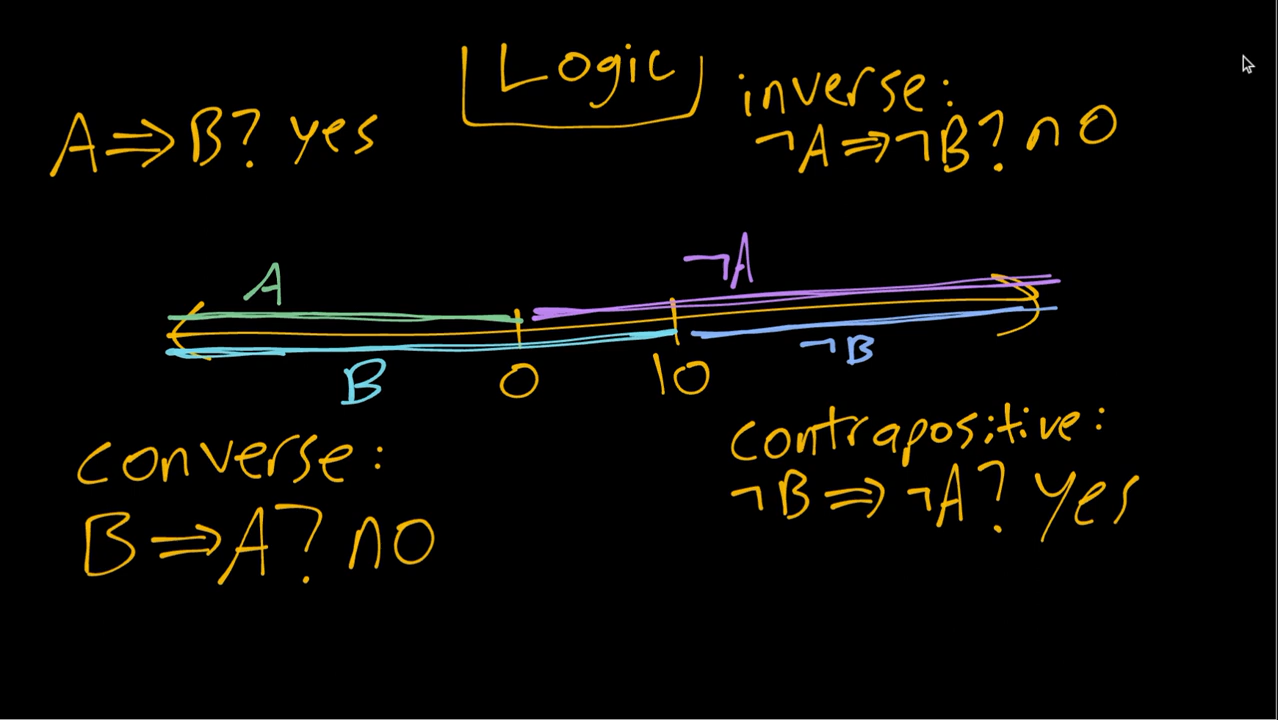 Logic
A⇒B? yes
inverse:
¬A⇒¬B? no
A
¬A
B
0
10
¬B
converse:
B⇒A? no
contrapositive:
¬B⇒¬A? yes